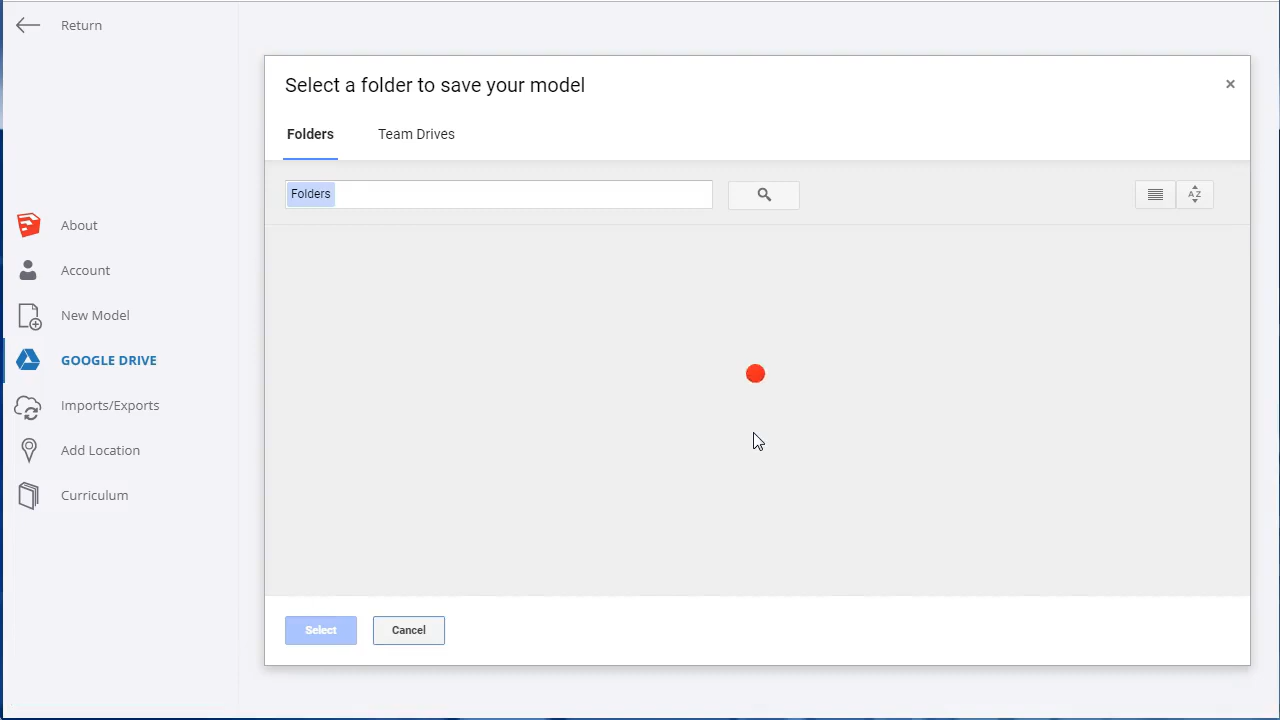 Return
Select a folder to save your model
×
Folders
Team Drives
Folders
A Z
About
Account
New Model
GOOGLE DRIVE
Imports/Exports
Add Location
Curriculum
Select
Cancel